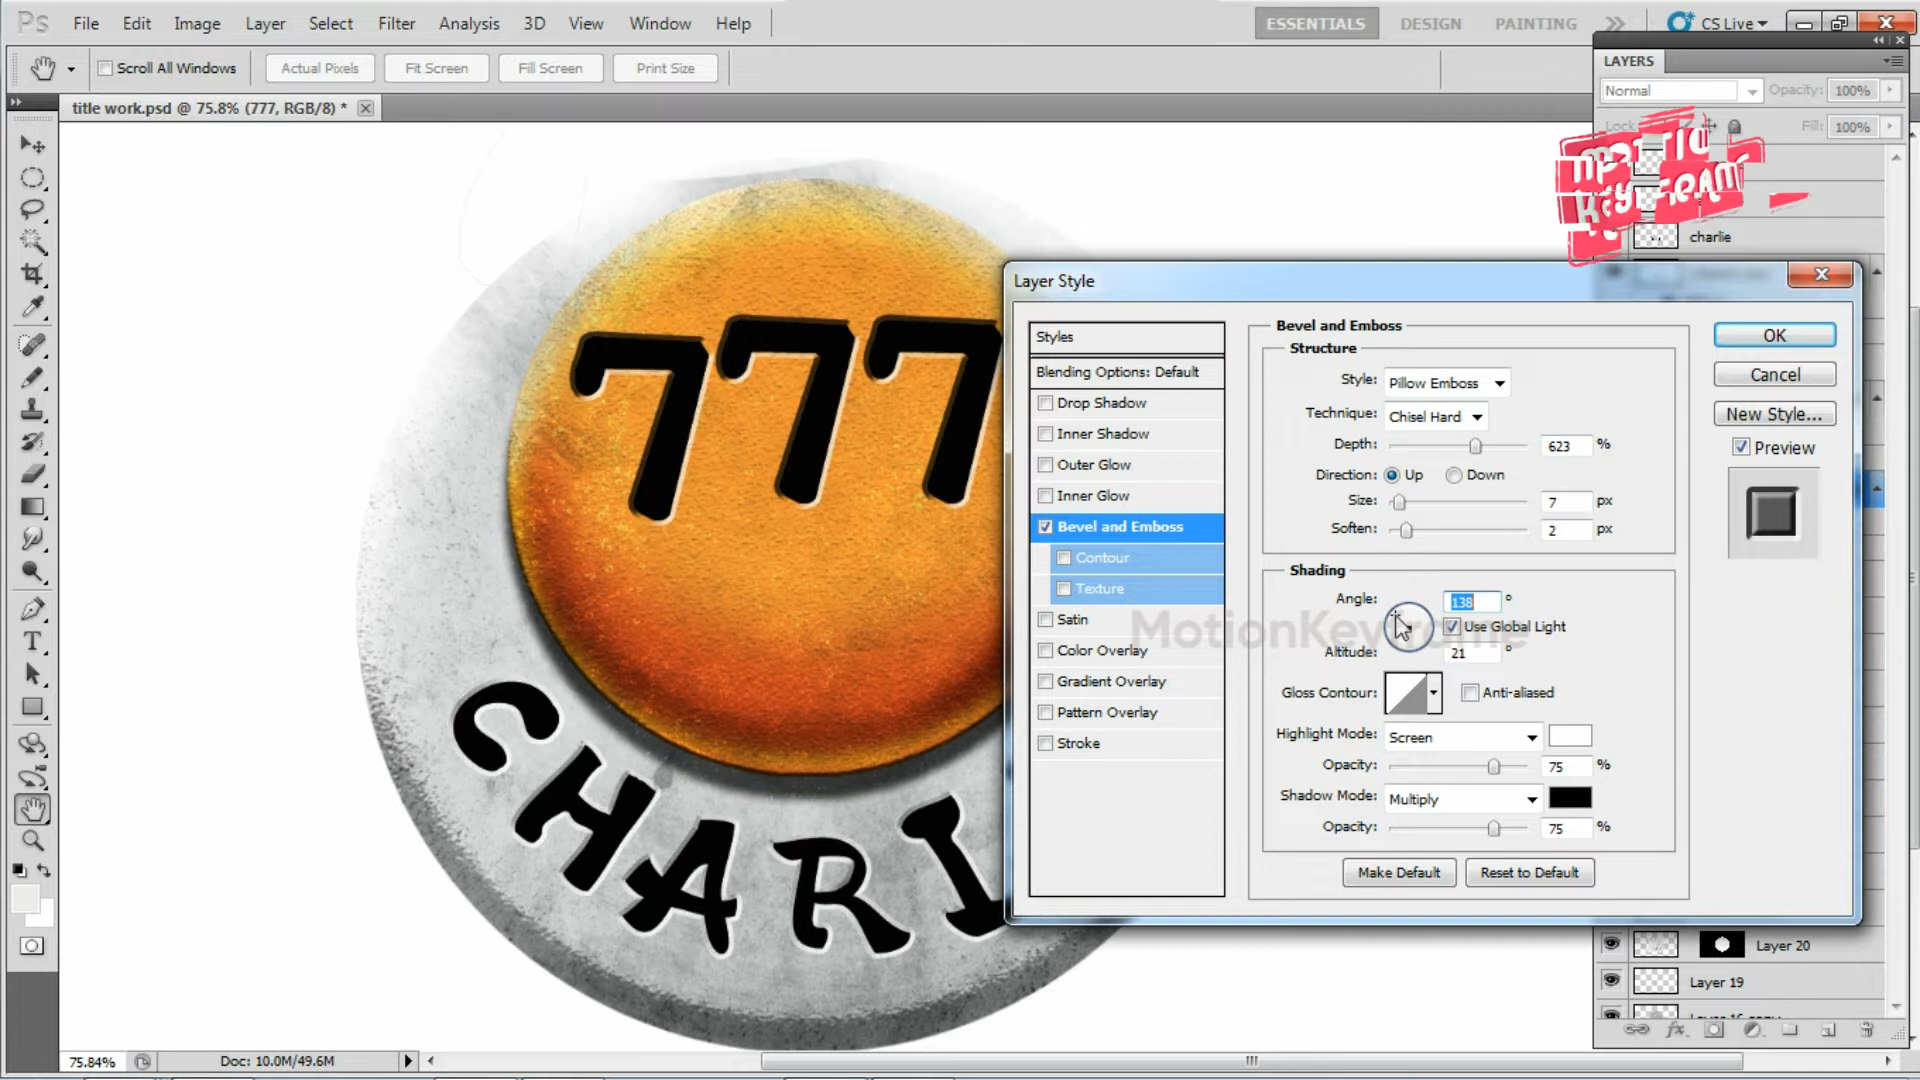 Ps File Edit Image Layer Select Filter Analysis 3D View Window Help ESSENTIALS DESIGN PAINTING CS Live
Scroll All Windows Actual Pixels Fit Screen Fill Screen Print Size
title work.psd @ 75.8% (777, RGB/8) *
LAYERS
Normal Opacity: 100%
Lock: Fill: 100%
charlie
777
CHARI
Layer Style
Styles
Blending Options: Default
Drop Shadow
Inner Shadow
Outer Glow
Inner Glow
Bevel and Emboss
Contour
Texture
Satin
Color Overlay
Gradient Overlay
Pattern Overlay
Stroke
Bevel and Emboss
Structure
Style: Pillow Emboss
Technique: Chisel Hard
Depth: 623 %
Direction: Up Down
Size: 7 px
Soften: 2 px
Shading
Angle: 138 °
Use Global Light
Altitude: 21 °
Gloss Contour: Anti-aliased
Highlight Mode: Screen
Opacity: 75 %
Shadow Mode: Multiply
Opacity: 75 %
Make Default Reset to Default
OK
Cancel
New Style...
Preview
MotionKeyframe
Layer 20
Layer 19
Layer 16 copy
75.84% Doc: 10.0M/49.6M